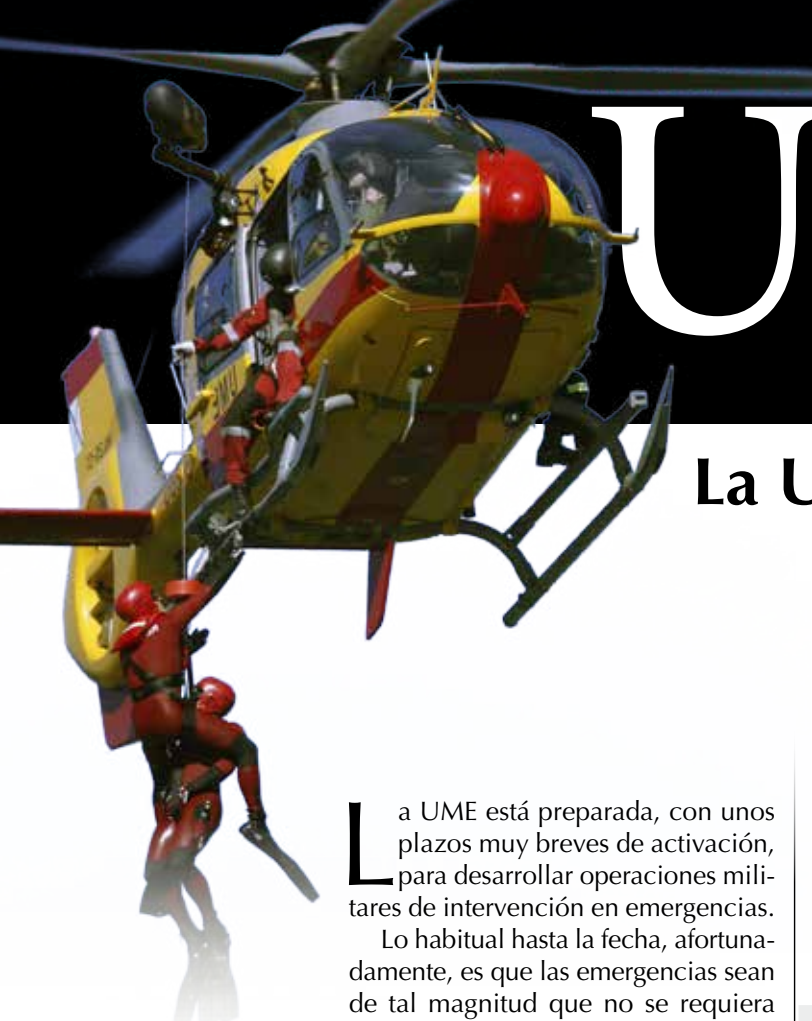 U
La U
La UME está preparada, con unos
plazos muy breves de activación,
para desarrollar operaciones mili-
tares de intervención en emergencias.
Lo habitual hasta la fecha, afortuna-
damente, es que las emergencias sean
de tal magnitud que no se requiera
UME